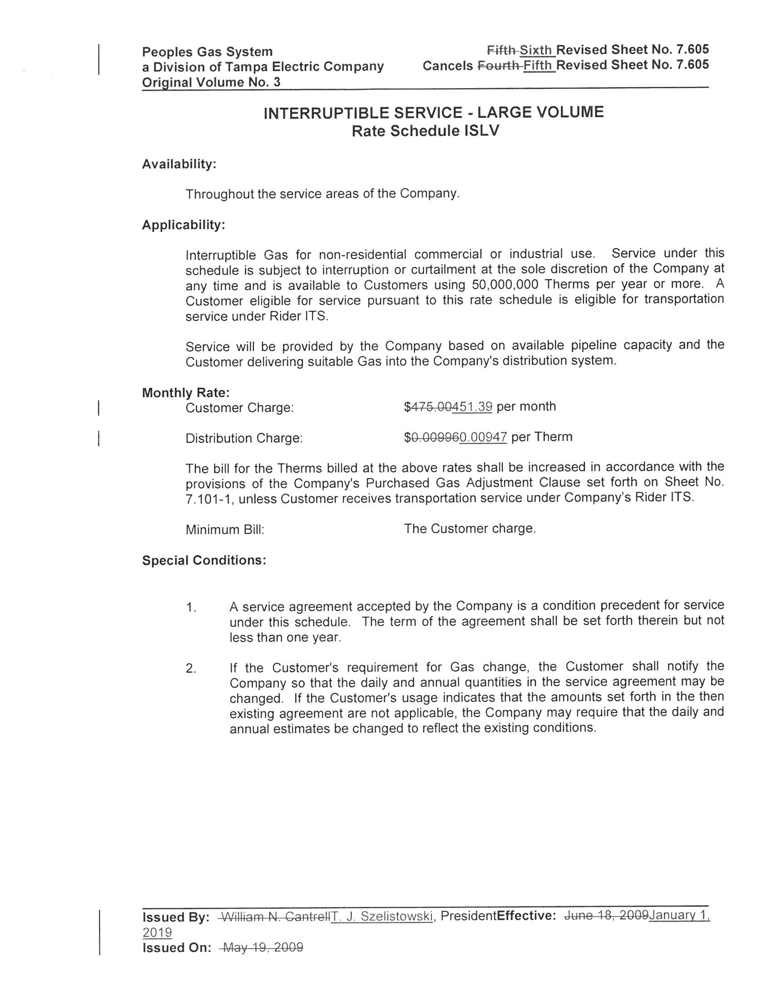 Peoples Gas System
a Division of Tampa Electric Company
Original Volume No. 3
Fifth Sixth Revised Sheet No. 7.605
Cancels Fourth Fifth Revised Sheet No. 7.605
INTERRUPTIBLE SERVICE - LARGE VOLUME
Rate Schedule ISLV
Availability:
Throughout the service areas of the Company.
Applicability:
Interruptible Gas for non-residential commercial or industrial use. Service under this
schedule is subject to interruption or curtailment at the sole discretion of the Company at
any time and is available to Customers using 50,000,000 Therms per year or more. A
Customer eligible for service pursuant to this rate schedule is eligible for transportation
service under Rider ITS.
Service will be provided by the Company based on available pipeline capacity and the
Customer delivering suitable Gas into the Company's distribution system.
Monthly Rate:
Customer Charge: $475.00451.39 per month
Distribution Charge: $0.009960.00947 per Therm
The bill for the Therms billed at the above rates shall be increased in accordance with the
provisions of the Company's Purchased Gas Adjustment Clause set forth on Sheet No.
7.101-1, unless Customer receives transportation service under Company's Rider ITS.
Minimum Bill: The Customer charge.
Special Conditions:
1. A service agreement accepted by the Company is a condition precedent for service
under this schedule. The term of the agreement shall be set forth therein but not
less than one year.
2. If the Customer's requirement for Gas change, the Customer shall notify the
Company so that the daily and annual quantities in the service agreement may be
changed. If the Customer's usage indicates that the amounts set forth in the then
existing agreement are not applicable, the Company may require that the daily and
annual estimates be changed to reflect the existing conditions.
Issued By: William N. CantrellT. J. Szelistowski, PresidentEffective: June 18, 2009January 1,
2019
Issued On: May 19, 2009